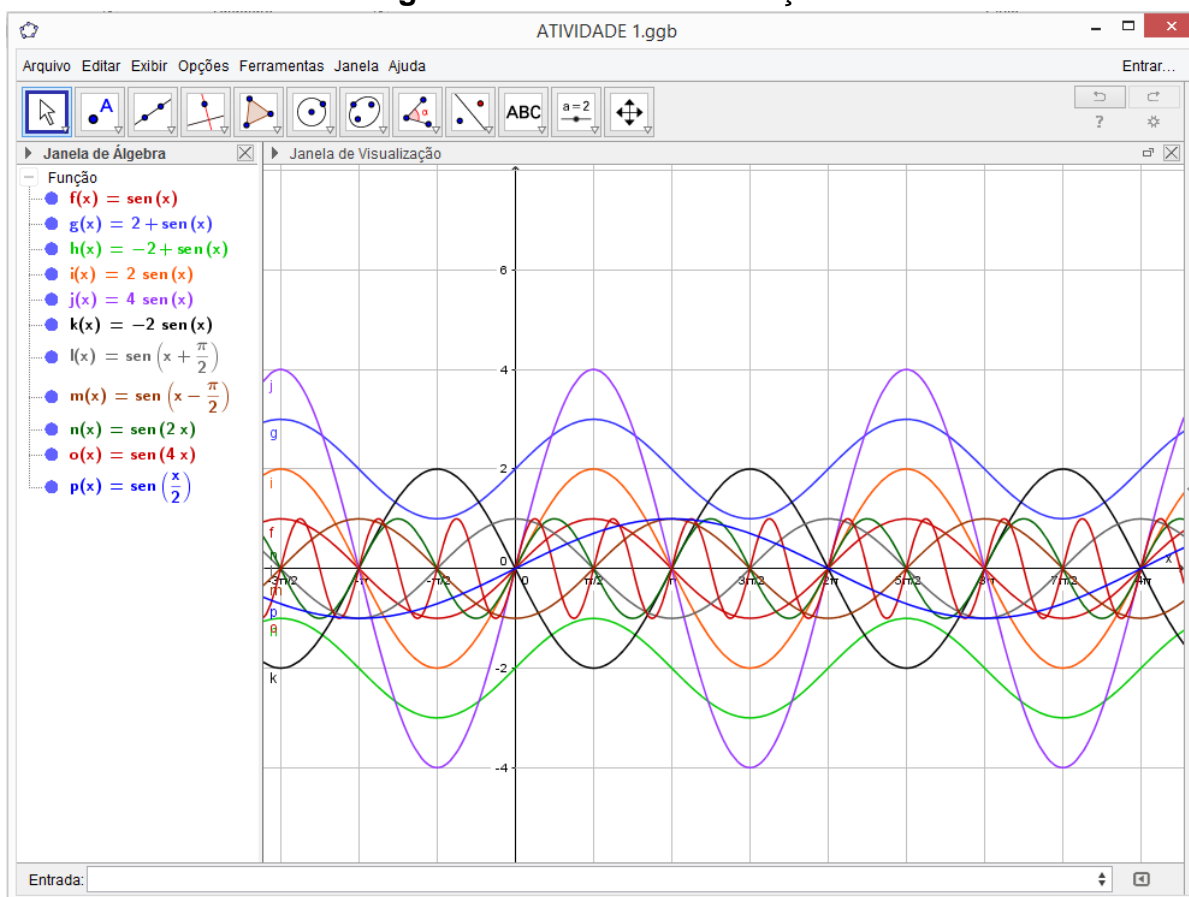 ATIVIDADE 1.ggb
Arquivo Editar Exibir Opções Ferramentas Janela Ajuda Entrar...
A ABC a = 2
Janela de Álgebra
Janela de Visualização
Função
f(x) = sen (x)
g(x) = 2 + sen (x)
h(x) = −2 + sen (x)
i(x) = 2 sen (x)
j(x) = 4 sen (x)
k(x) = −2 sen (x)
l(x) = sen (x + π/2)
m(x) = sen (x − π/2)
n(x) = sen (2 x)
o(x) = sen (4 x)
p(x) = sen (x/2)
6
4
2
0
-2
-4
-3π/2 -π -π/2 0 π/2 π 3π/2 2π 5π/2 3π 7π/2 4π x
j
g
i
f
m
p
k
Entrada: